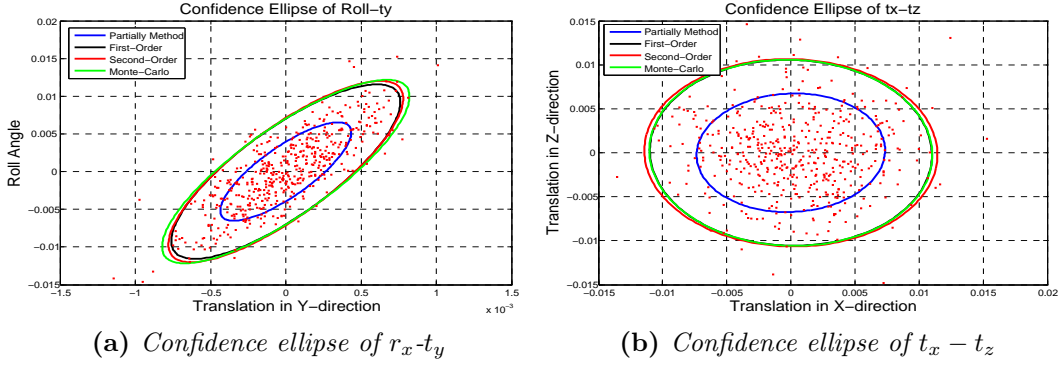 Confidence Ellipse of Roll−ty
0.02
0.015
0.01
0.005
0
−0.005
−0.01
−0.015
Roll Angle
Partially Method
First−Order
Second−Order
Monte−Carlo
−1.5 −1 −0.5 0 0.5 1 1.5
x 10⁻³
Translation in Y−direction
(a) Confidence ellipse of r_x-t_y
Confidence Ellipse of tx−tz
0.015
0.01
0.005
0
−0.005
−0.01
−0.015
Translation in Z−direction
Partially Method
First−Order
Second−Order
Monte−Carlo
−0.015 −0.01 −0.005 0 0.005 0.01 0.015 0.02
Translation in X−direction
(b) Confidence ellipse of t_x − t_z